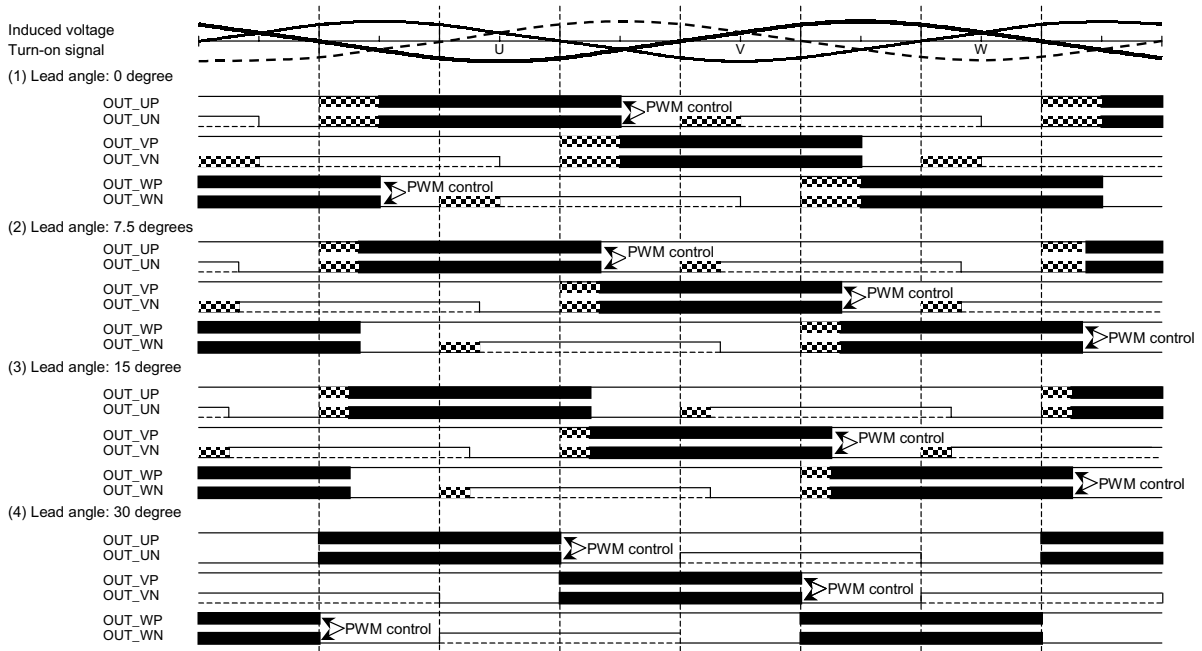 Induced voltage
Turn-on signal
U
V
W
(1) Lead angle: 0 degree
OUT_UP
PWM control
OUT_UN
OUT_VP
OUT_VN
OUT_WP
PWM control
OUT_WN
(2) Lead angle: 7.5 degrees
OUT_UP
PWM control
OUT_UN
OUT_VP
PWM control
OUT_VN
OUT_WP
PWM control
OUT_WN
(3) Lead angle: 15 degree
OUT_UP
OUT_UN
OUT_VP
PWM control
OUT_VN
OUT_WP
PWM control
OUT_WN
(4) Lead angle: 30 degree
OUT_UP
PWM control
OUT_UN
OUT_VP
PWM control
OUT_VN
OUT_WP
PWM control
OUT_WN